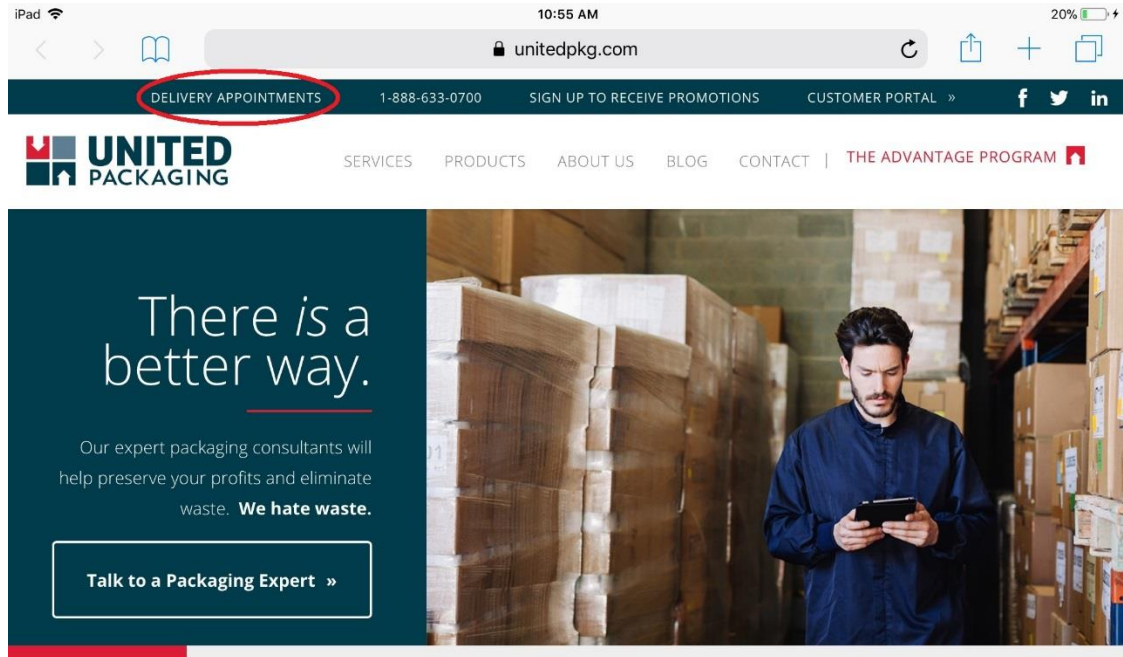 iPad 10:55 AM 20%
unitedpkg.com
DELIVERY APPOINTMENTS 1-888-633-0700 SIGN UP TO RECEIVE PROMOTIONS CUSTOMER PORTAL » f in
UNITED
PACKAGING
SERVICES PRODUCTS ABOUT US BLOG CONTACT | THE ADVANTAGE PROGRAM
There is a
better way.
Our expert packaging consultants will
help preserve your profits and eliminate
waste. We hate waste.
Talk to a Packaging Expert »